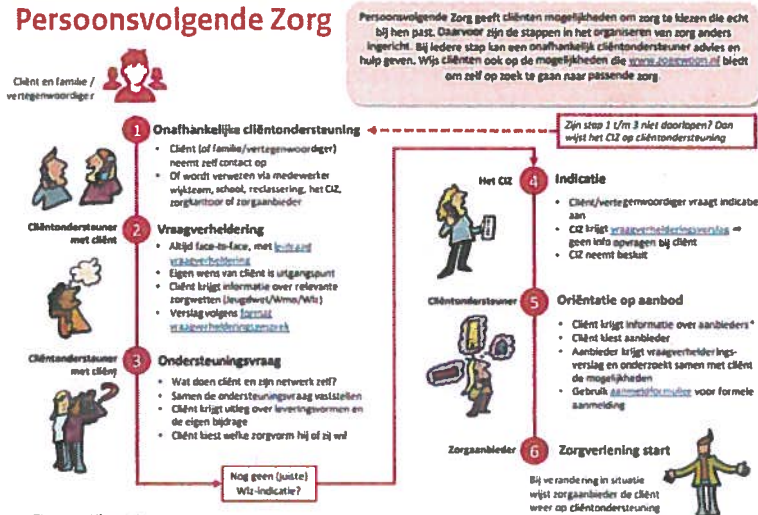 Persoonsvolgende Zorg
Persoonsvolgende Zorg geeft cliënten mogelijkheden om zorg te kiezen die echt
bij hen past. Daarvoor zijn de stappen in het organiseren van zorg anders
ingericht. Bij iedere stap kan een onafhankelijk cliëntondersteuner advies en
hulp geven. Wijs cliënten ook op de mogelijkheden die biedt
om zelf op zoek te gaan naar passende zorg.
Cliënt en familie /
vertegenwoordiger
1 Onafhankelijke cliëntondersteuning
• Cliënt (of familie/vertegenwoordiger)
neemt zelf contact op
• Of wordt verwezen via medewerker
wijkteam, school, reclassering, het CIZ,
zorgkantoor of zorgaanbieder
Zijn stap 1 t/m 3 niet doorlopen? Dan
wijst het CIZ op cliëntondersteuning
Cliëntondersteuner
met cliënt
2 Vraagverheldering
• Altijd face-to-face, met leidraad
vraagverheldering
• Eigen wens van cliënt is uitgangspunt
• Cliënt krijgt informatie over relevante
zorgwetten (Jeugdwet/Wmo/Wlz)
• Verslag volgens format
vraagverhelderingsgesprek
Cliëntondersteuner
met cliënt
3 Ondersteuningsvraag
• Wat doen cliënt en zijn netwerk zelf?
• Samen de ondersteuningsvraag vaststellen
• Cliënt krijgt uitleg over leveringsvormen en
de eigen bijdrage
• Cliënt kiest welke zorgvorm hij of zij wil
Nog geen (juiste)
Wlz-indicatie?
Het CIZ
4 Indicatie
• Cliënt/vertegenwoordiger vraagt indicatie
aan
• CIZ krijgt vraagverhelderingsverslag ⇒
geen info opvragen bij cliënt
• CIZ neemt besluit
Cliëntondersteuner
5 Oriëntatie op aanbod
• Cliënt krijgt informatie over aanbieders*
• Cliënt kiest aanbieder
• Aanbieder krijgt vraagverhelderings-
verslag en onderzoekt samen met cliënt
de mogelijkheden
• Gebruik aanmeldformulier voor formele
aanmelding
Zorgaanbieder
6 Zorgverlening start
Bij verandering in situatie
wijst zorgaanbieder de cliënt
weer op cliëntondersteuning